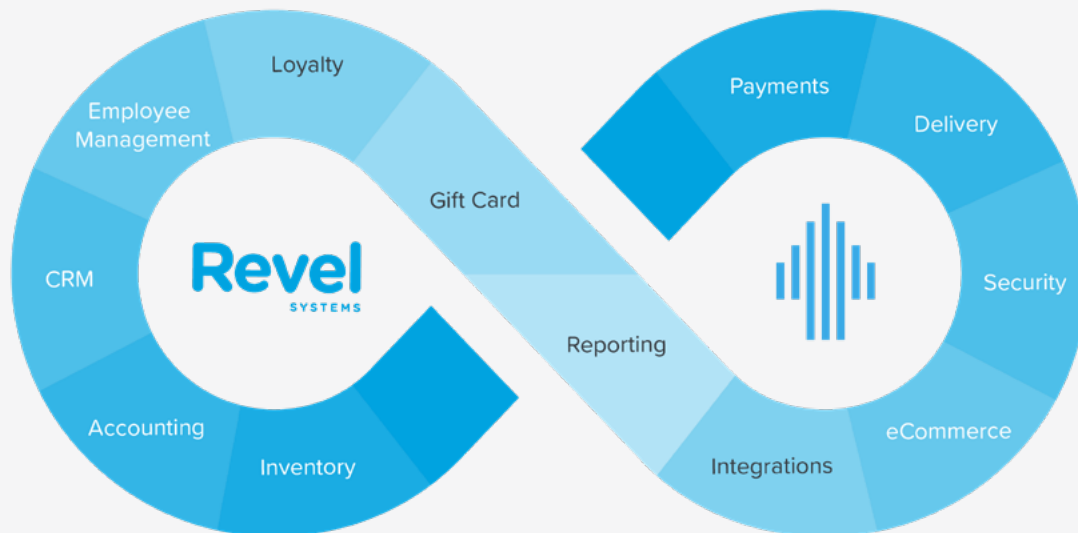 Loyalty
Employee
Management
CRM
Accounting
Inventory
Revel
SYSTEMS
Gift Card
Reporting
Payments
Delivery
Security
eCommerce
Integrations